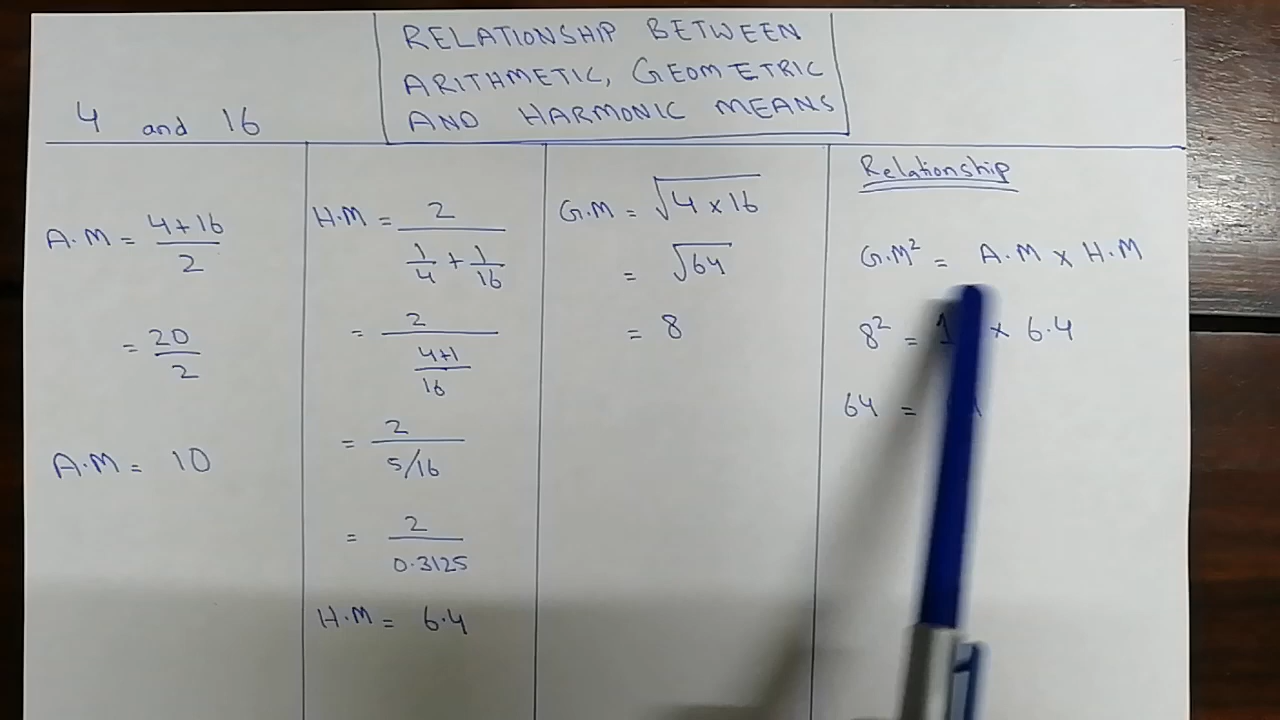 RELATIONSHIP BETWEEN
ARITHMETIC, GEOMETRIC
AND HARMONIC MEANS
4 and 16
A.M = 4+16/2
= 20/2
A.M = 10
H.M = 2/(1/4 + 1/16)
= 2/((4+1)/16)
= 2/(5/16)
= 2/0.3125
H.M = 6.4
G.M = √4 x 16
= √64
= 8
Relationship
G.M² = A.M x H.M
8² = x 6.4
64 =